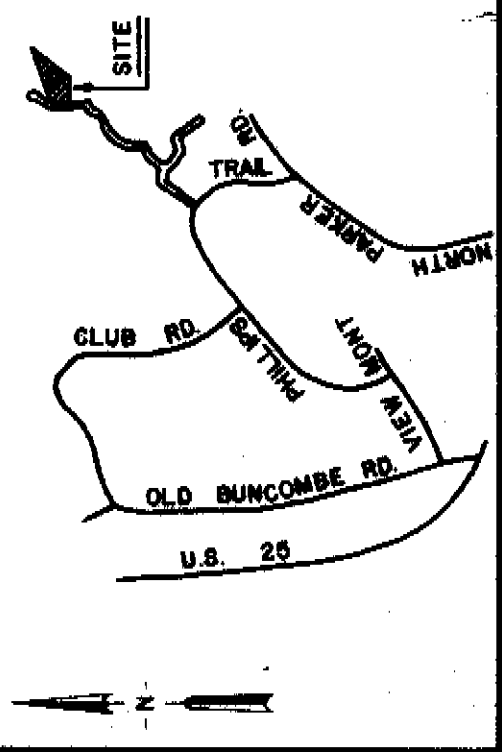 SITE
TRAIL
RD.
NORTH PARKER
CLUB RD.
PHILLIPS
VIEW MONT
OLD BUNCOMBE RD.
U.S. 25
N